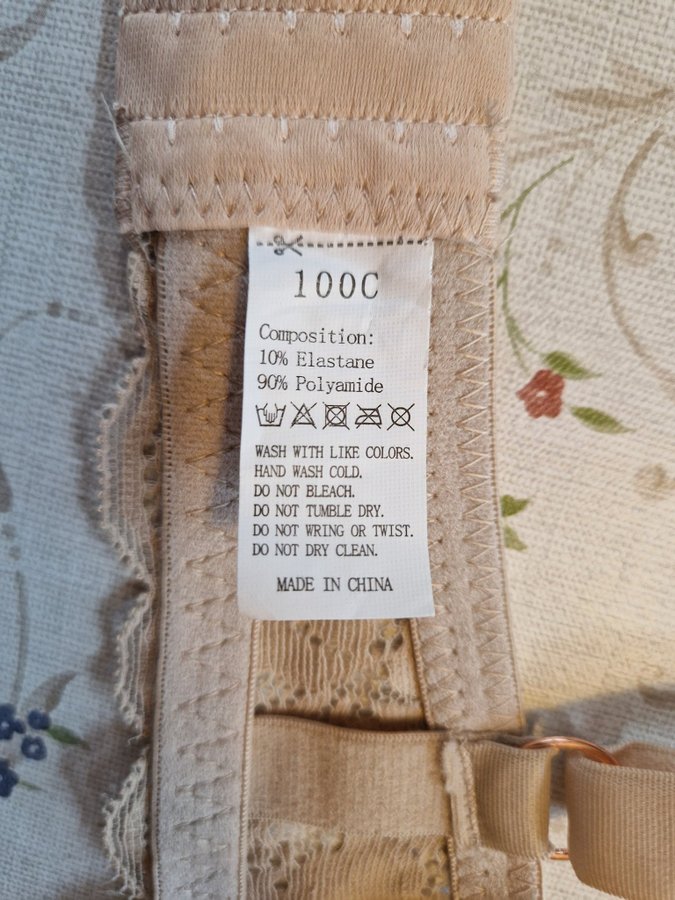 100C
Composition:
10% Elastane
90% Polyamide
WASH WITH LIKE COLORS.
HAND WASH COLD.
DO NOT BLEACH.
DO NOT TUMBLE DRY.
DO NOT WRING OR TWIST.
DO NOT DRY CLEAN.
MADE IN CHINA